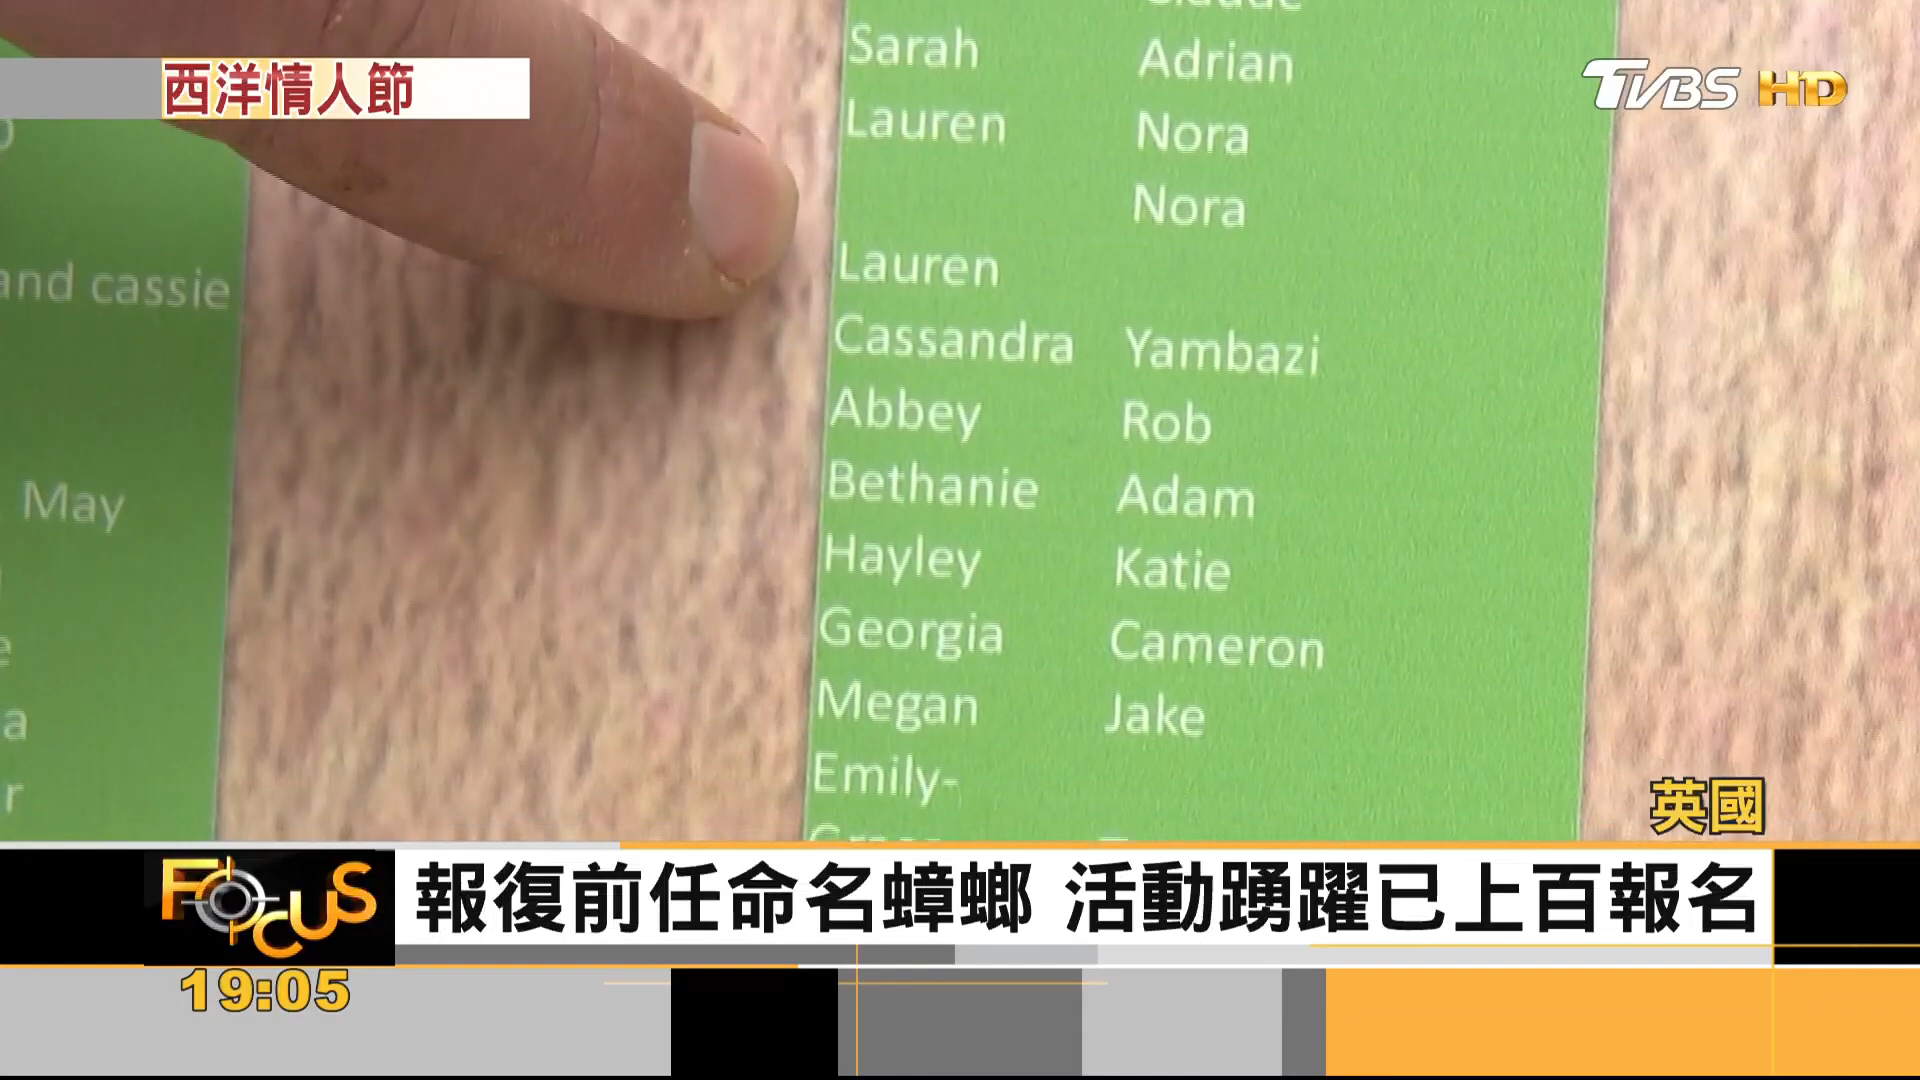 西洋情人節
TVBS HD
Claude
Sarah Adrian
Lauren Nora
Nora
and cassie
Lauren
Cassandra Yambazi
Abbey Rob
May
Bethanie Adam
Hayley Katie
Georgia Cameron
Megan Jake
Emily-
英國
FOCUS
報復前任命名蟑螂 活動踴躍已上百報名
19:05